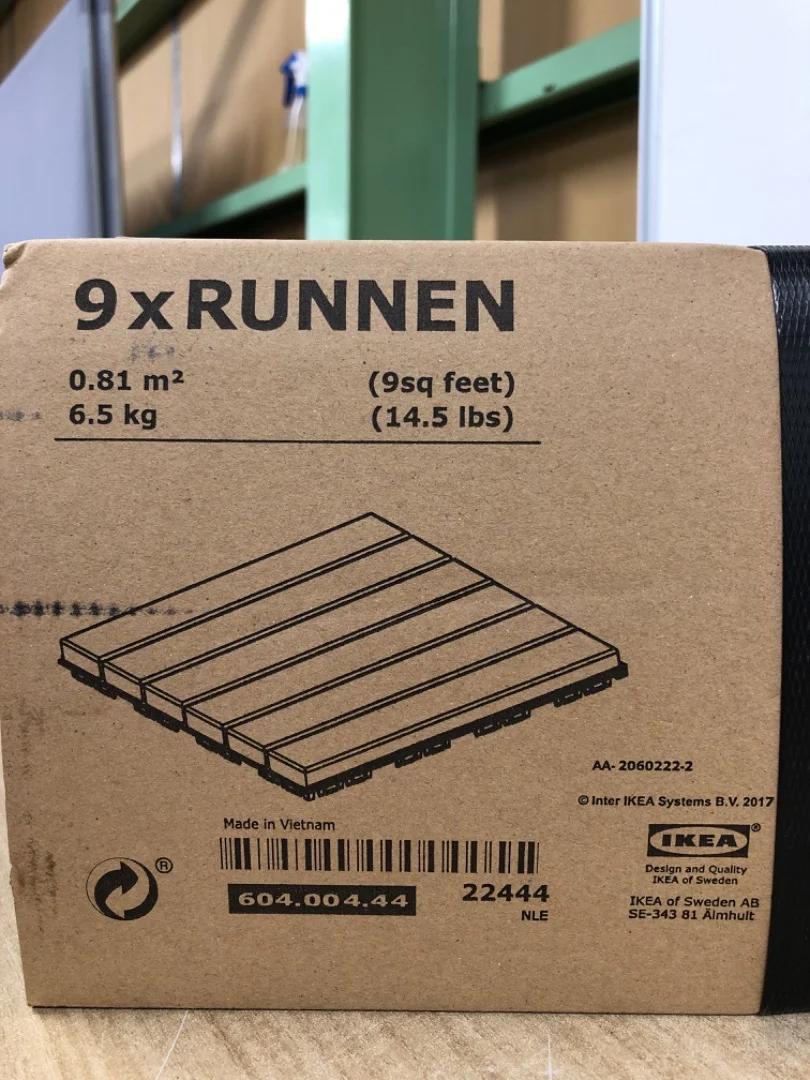 9xRUNNEN
0.81 m² (9sq feet)
6.5 kg (14.5 lbs)
AA-2060222-2
© Inter IKEA Systems B.V. 2017
Made in Vietnam
IKEA®
Design and Quality
IKEA of Sweden
®
604.004.44
22444
NLE
IKEA of Sweden AB
SE-343 81 Älmhult